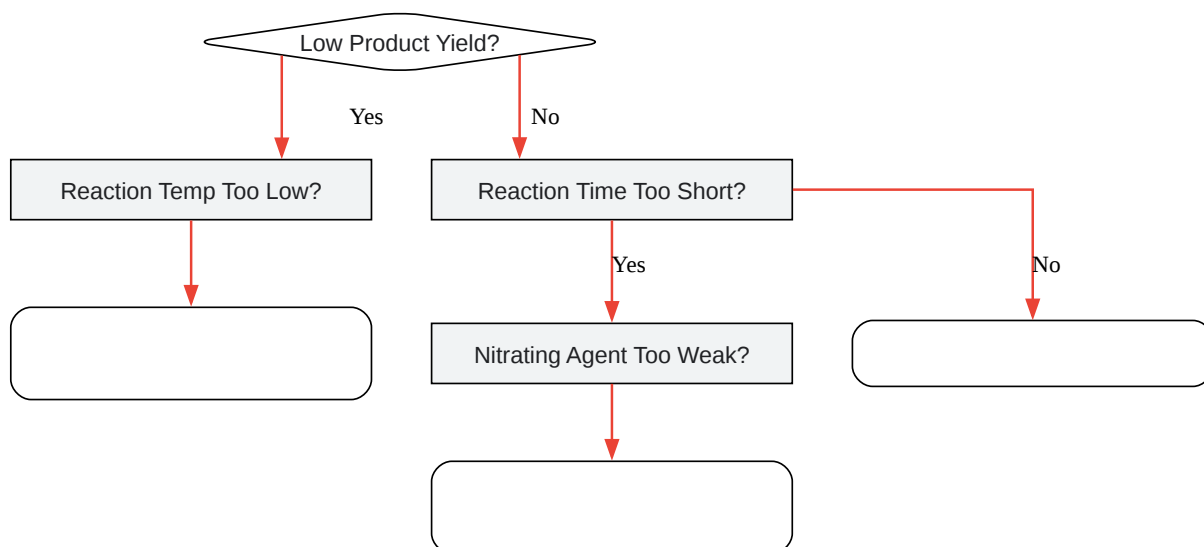 Low Product Yield?
Yes
No
Reaction Temp Too Low?
Reaction Time Too Short?
Yes
No
Nitrating Agent Too Weak?